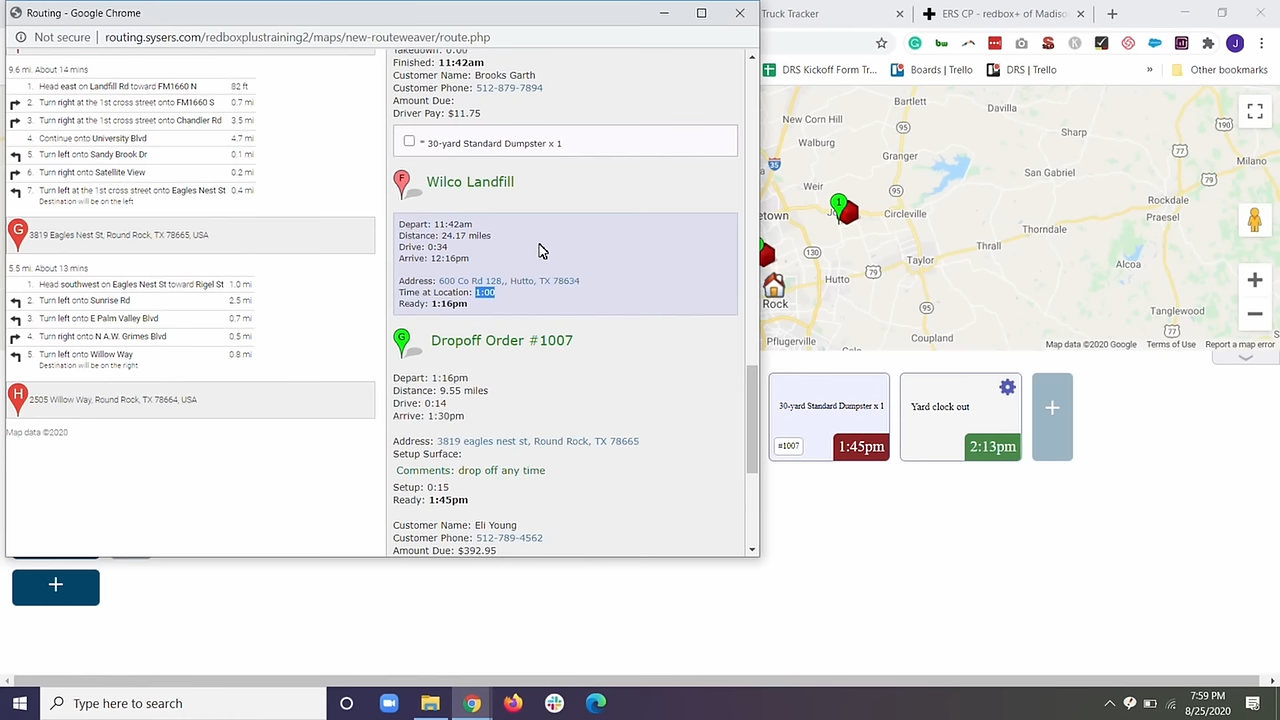 Routing - Google Chrome
Truck Tracker
ERS CP - redbox+ of Madiso
Not secure
routing.sysers.com/redboxplustraining2/maps/new-routeweaver/route.php
DRS Kickoff Form Tr...
Boards | Trello
DRS | Trello
»
Other bookmarks
9.6 mi. About 14 mins
1. Head east on Landfill Rd toward FM1660 N 82 ft
2. Turn right at the 1st cross street onto FM1660 S 0.7 mi
3. Turn right at the 1st cross street onto Chandler Rd 3.5 mi
4. Continue onto University Blvd 4.7 mi
5. Turn left onto Sandy Brook Dr 0.1 mi
6. Turn right onto Satellite View 0.2 mi
7. Turn left at the 1st cross street onto Eagles Nest St 0.4 mi
Destination will be on the left
G
3819 Eagles Nest St, Round Rock, TX 78665, USA
5.5 mi. About 13 mins
1. Head southwest on Eagles Nest St toward Rigel St 1.0 mi
2. Turn left onto Sunrise Rd 2.5 mi
3. Turn left onto E Palm Valley Blvd 0.7 mi
4. Turn right onto N A.W. Grimes Blvd 0.5 mi
5. Turn left onto Willow Way 0.8 mi
Destination will be on the right
H
2505 Willow Way, Round Rock, TX 78664, USA
Map data ©2020
Takedown: 0:00
Finished: 11:42am
Customer Name: Brooks Garth
Customer Phone: 512-879-7894
Amount Due:
Driver Pay: $11.75
* 30-yard Standard Dumpster x 1
F
Wilco Landfill
Depart: 11:42am
Distance: 24.17 miles
Drive: 0:34
Arrive: 12:16pm
Address: 600 Co Rd 128,, Hutto, TX 78634
Time at Location: 1:00
Ready: 1:16pm
G
Dropoff Order #1007
Depart: 1:16pm
Distance: 9.55 miles
Drive: 0:14
Arrive: 1:30pm
Address: 3819 eagles nest st, Round Rock, TX 78665
Setup Surface:
Comments: drop off any time
Setup: 0:15
Ready: 1:45pm
Customer Name: Eli Young
Customer Phone: 512-789-4562
Amount Due: $392.95
Bartlett
Davilla
New Corn Hill
95
190
Walburg
Sharp
77
35
Granger
Milano
Weir
San Gabriel
79
95
1
Jo
Circleville
etown
Rockdale
Praesel
130
Thorndale
77
Thrall
Taylor
Alcoa
Hutto
79
Rock
95
Tanglewood
Pflugerville
Coupland
77
Map data ©2020 Google
Terms of Use
Report a map error
30-yard Standard Dumpster x 1
#1007
1:45pm
Yard clock out
2:13pm
+
+
Type here to search
7:59 PM
8/25/2020